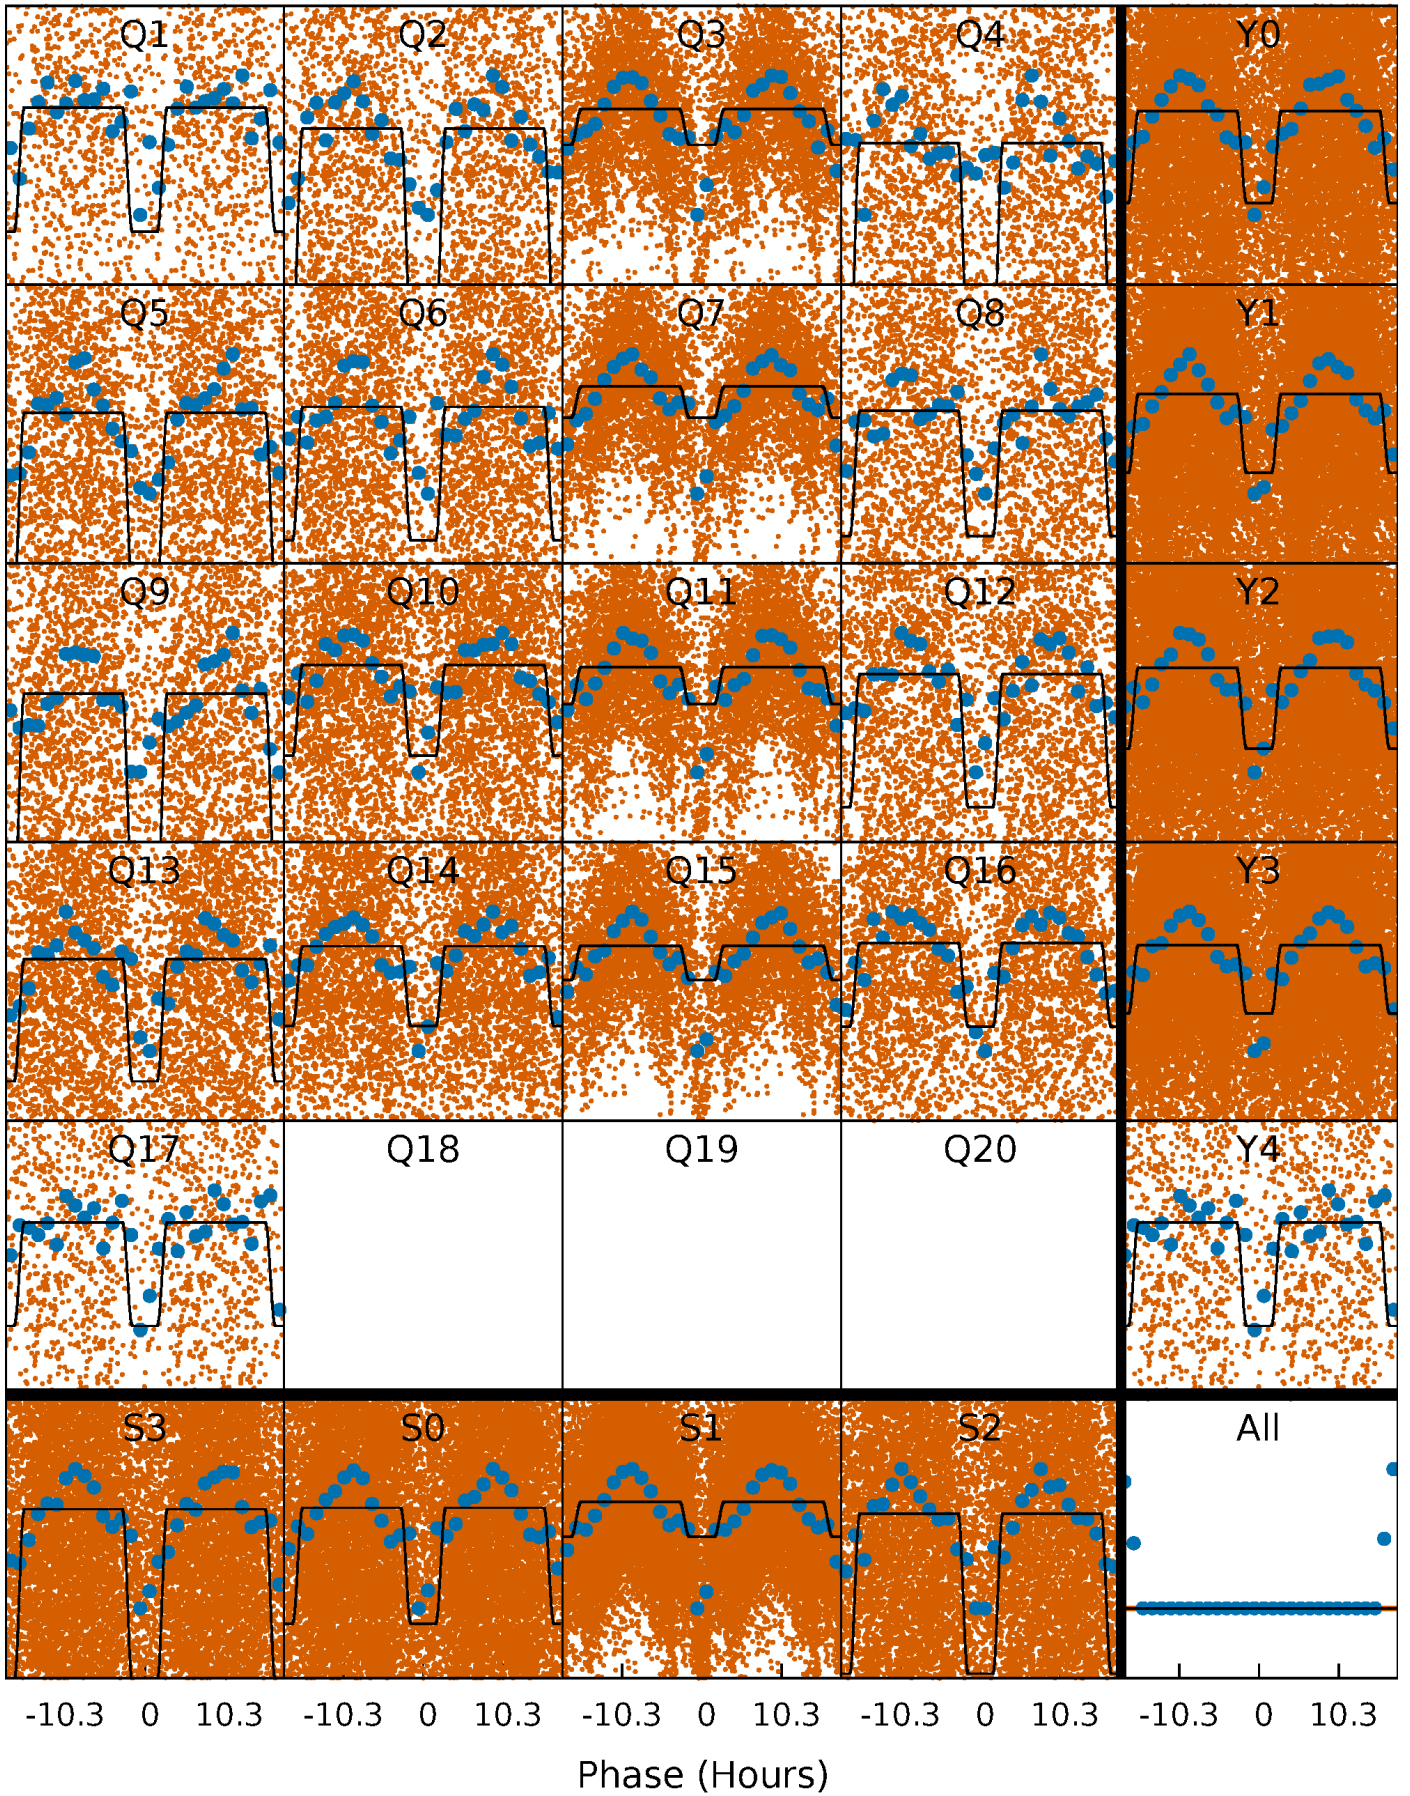 Q1 Q2 Q3 Q4 Y0
Q5 Q6 Q7 Q8 Y1
Q9 Q10 Q11 Q12 Y2
Q13 Q14 Q15 Q16 Y3
Q17 Q18 Q19 Q20 Y4
S3 S0 S1 S2 All
-10.3 0 10.3 -10.3 0 10.3 -10.3 0 10.3 -10.3 0 10.3 -10.3 0 10.3
Phase (Hours)